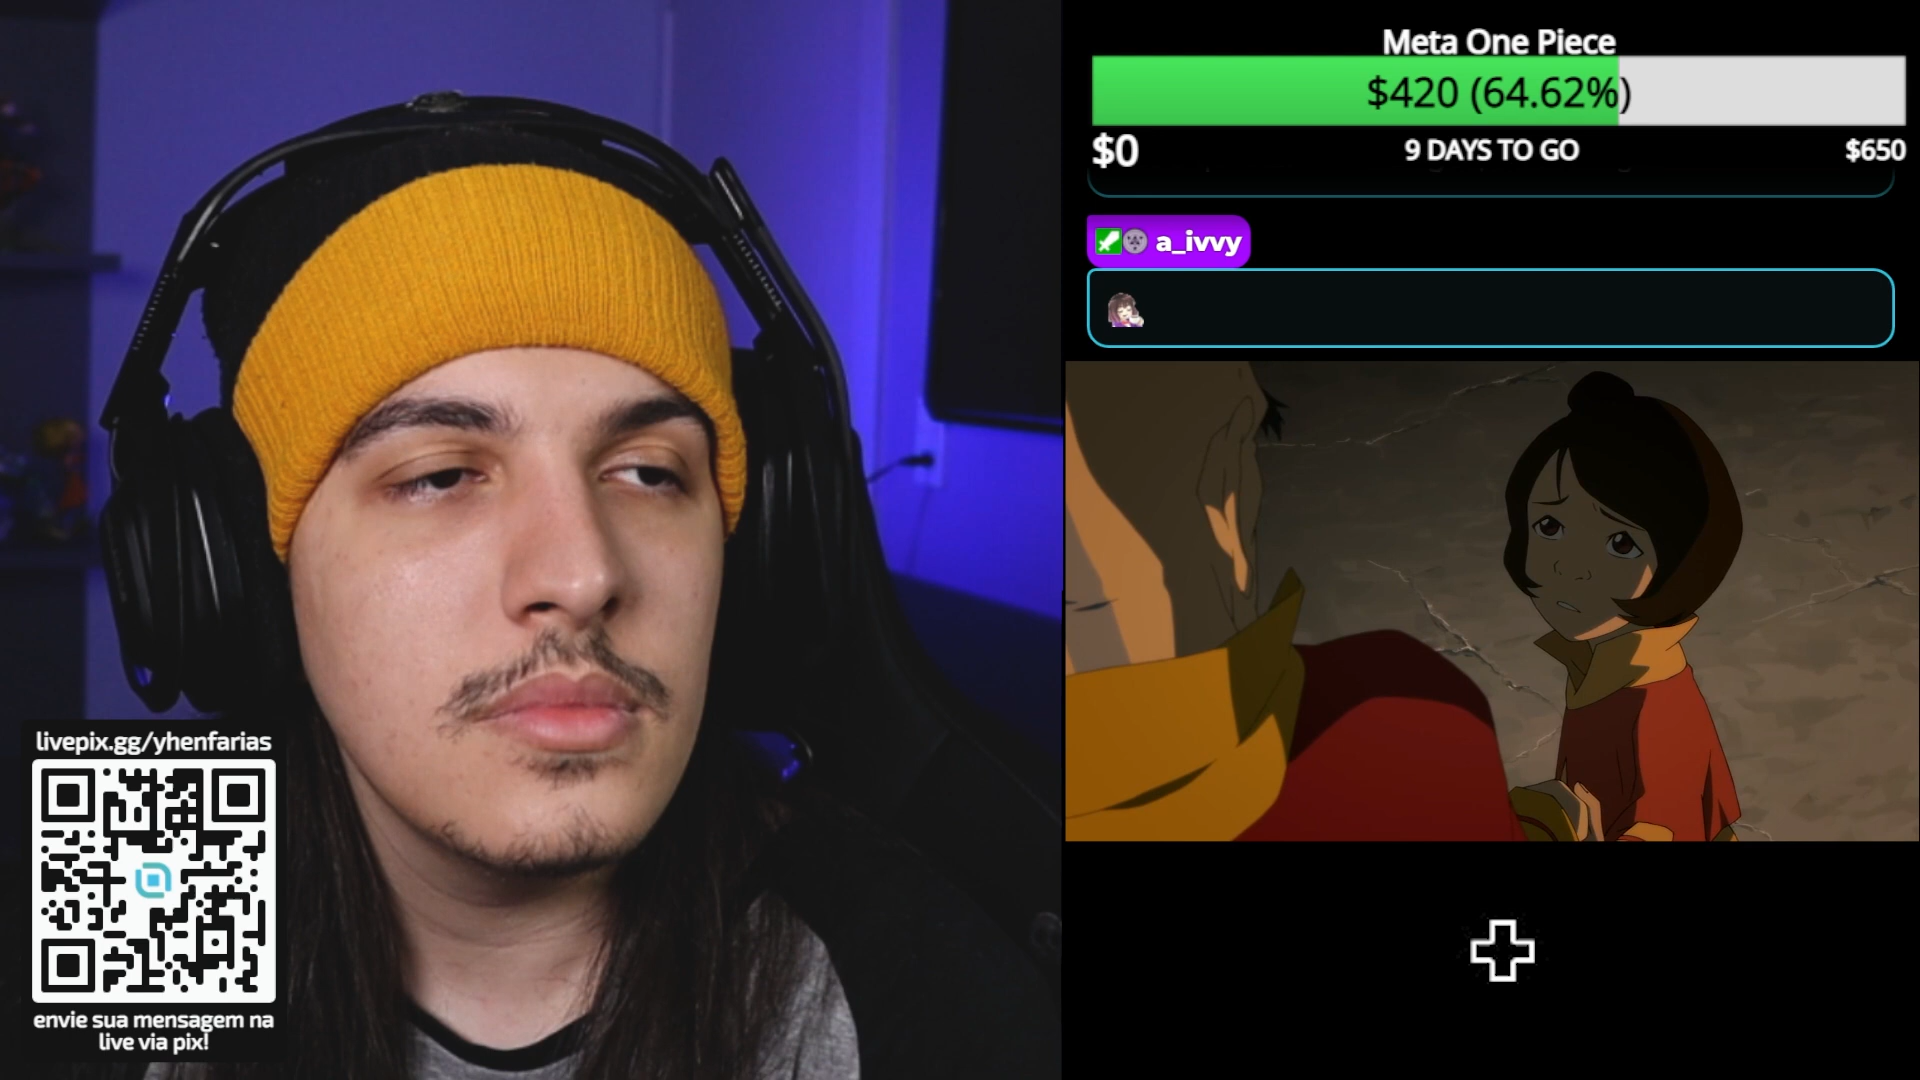 Meta One Piece
$420 (64.62%)
$0
9 DAYS TO GO
$650
a_ivvy
livepix.gg/yhenfarias
envie sua mensagem na
live via pix!